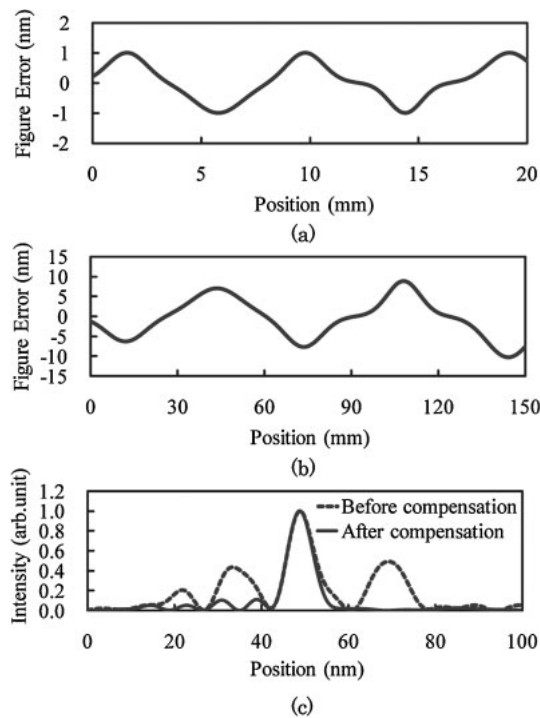 Figure Error (nm)
2
1
0
-1
-2
0 5 10 15 20
Position (mm)
(a)
Figure Error (nm)
15
10
5
0
-5
-10
-15
0 30 60 90 120 150
Position (mm)
(b)
Intensity (arb.unit)
1.2
1.0
0.8
0.6
0.4
0.2
0.0
Before compensation
After compensation
0 20 40 60 80 100
Position (nm)
(c)